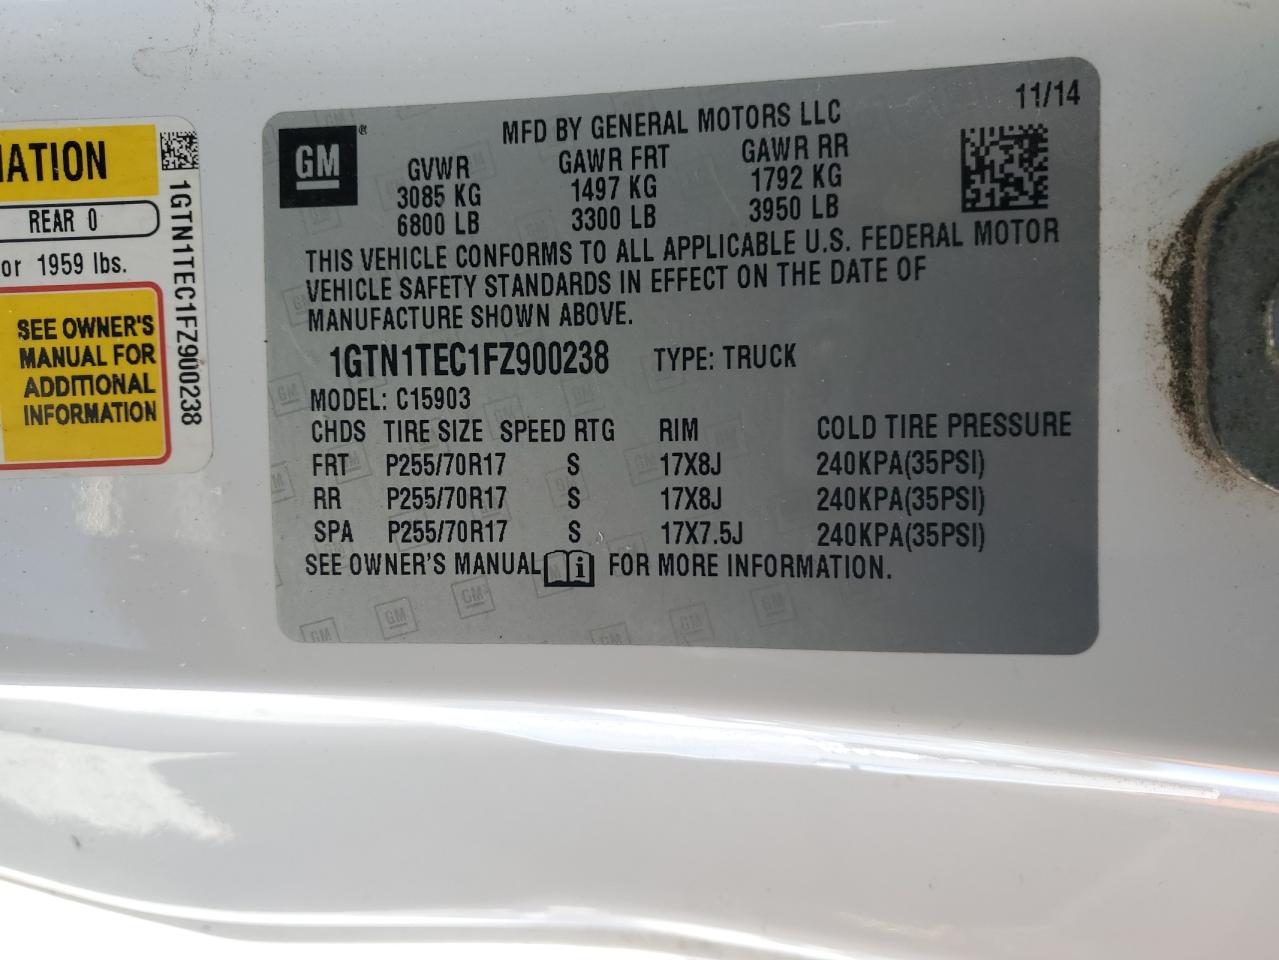 IATION
REAR 0
or 1959 lbs.
SEE OWNER'S
MANUAL FOR
ADDITIONAL
INFORMATION
1GTN1TEC1FZ900238
GM®
MFD BY GENERAL MOTORS LLC
11/14
GVWR GAWR FRT GAWR RR
3085 KG 1497 KG 1792 KG
6800 LB 3300 LB 3950 LB
THIS VEHICLE CONFORMS TO ALL APPLICABLE U.S. FEDERAL MOTOR
VEHICLE SAFETY STANDARDS IN EFFECT ON THE DATE OF
MANUFACTURE SHOWN ABOVE.
1GTN1TEC1FZ900238 TYPE: TRUCK
MODEL: C15903
CHDS TIRE SIZE SPEED RTG RIM COLD TIRE PRESSURE
FRT P255/70R17 S 17X8J 240KPA(35PSI)
RR P255/70R17 S 17X8J 240KPA(35PSI)
SPA P255/70R17 S 17X7.5J 240KPA(35PSI)
SEE OWNER'S MANUAL i FOR MORE INFORMATION.